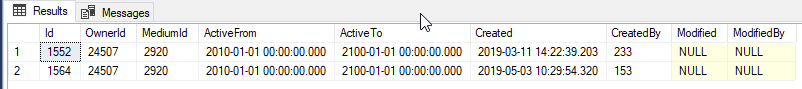 Results Messages
Id OwnerId MediumId ActiveFrom ActiveTo Created CreatedBy Modified ModifiedBy
1 1552 24507 2920 2010-01-01 00:00:00.000 2100-01-01 00:00:00.000 2019-03-11 14:22:39.203 233 NULL NULL
2 1564 24507 2920 2010-01-01 00:00:00.000 2100-01-01 00:00:00.000 2019-05-03 10:29:54.320 153 NULL NULL